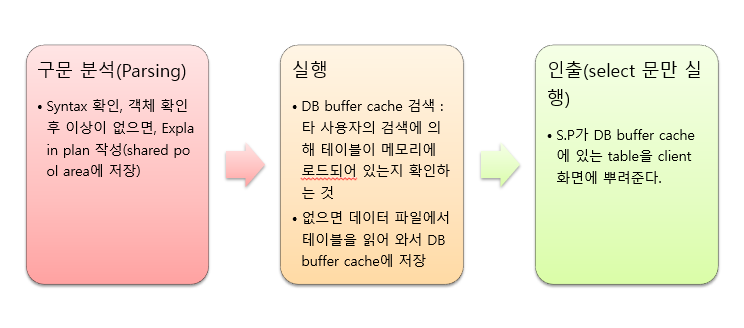 구문 분석(Parsing)
• Syntax 확인, 객체 확인
후 이상이 없으면, Expla
in plan 작성(shared po
ol area에 저장)
실행
• DB buffer cache 검색 :
타 사용자의 검색에 의
해 테이블이 메모리에
로드되어 있는지 확인하
는 것
• 없으면 데이터 파일에서
테이블을 읽어 와서 DB
buffer cache에 저장
인출(select 문만 실
행)
• S.P가 DB buffer cache
에 있는 table을 client
화면에 뿌려준다.